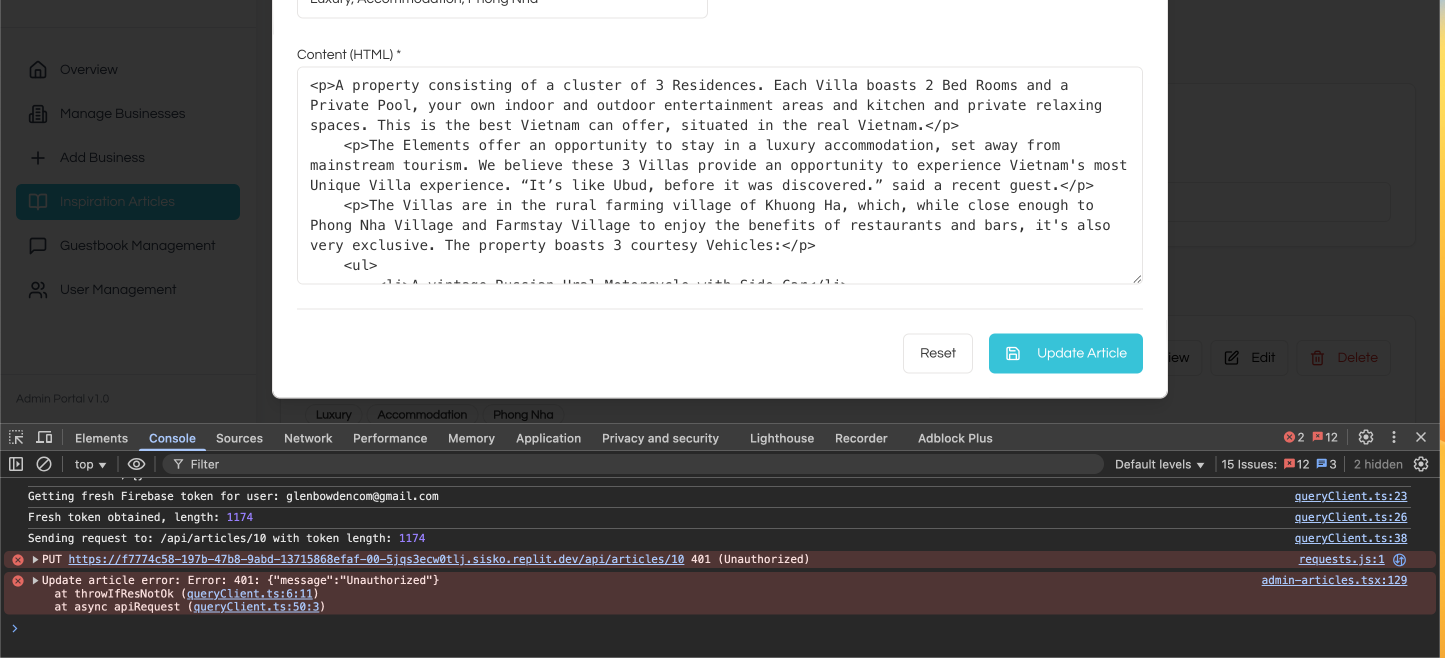 Luxury, Accommodation, Phong Nha
Content (HTML) *
<p>A property consisting of a cluster of 3 Residences. Each Villa boasts 2 Bed Rooms and a
Private Pool, your own indoor and outdoor entertainment areas and kitchen and private relaxing
spaces. This is the best Vietnam can offer, situated in the real Vietnam.</p>
<p>The Elements offer an opportunity to stay in a luxury accommodation, set away from
mainstream tourism. We believe these 3 Villas provide an opportunity to experience Vietnam's most
Unique Villa experience. “It’s like Ubud, before it was discovered.” said a recent guest.</p>
<p>The Villas are in the rural farming village of Khuong Ha, which, while close enough to
Phong Nha Village and Farmstay Village to enjoy the benefits of restaurants and bars, it's also
very exclusive. The property boasts 3 courtesy Vehicles:</p>
<ul>
<li>A vintage Russian Ural Motorcycle with Side Car</li>
Overview
Manage Businesses
Add Business
Inspiration Articles
Guestbook Management
User Management
Admin Portal v1.0
Reset
Update Article
iew
Edit
Delete
Luxury Accommodation Phong Nha
Elements Console Sources Network Performance Memory Application Privacy and security Lighthouse Recorder Adblock Plus 2 12
top Filter Default levels 15 Issues: 12 3 2 hidden
Getting fresh Firebase token for user: glenbowdencom@gmail.com queryClient.ts:23
Fresh token obtained, length: 1174 queryClient.ts:26
Sending request to: /api/articles/10 with token length: 1174 queryClient.ts:38
PUT https://f7774c58-197b-47b8-9abd-13715868efaf-00-5jqs3ecw0tlj.sisko.replit.dev/api/articles/10 401 (Unauthorized) requests.js:1
Update article error: Error: 401: {"message":"Unauthorized"} admin-articles.tsx:129
at throwIfResNotOk (queryClient.ts:6:11)
at async apiRequest (queryClient.ts:50:3)